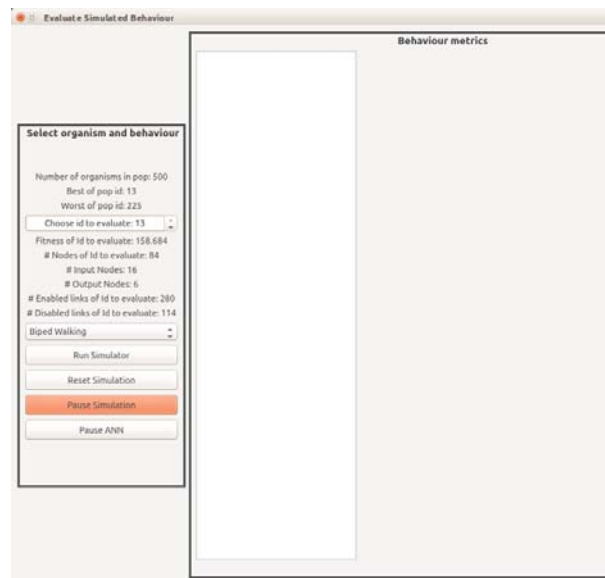 Evaluate Simulated Behaviour
Behaviour metrics
Select organism and behaviour
Number of organisms in pop: 500
Best of pop id: 13
Worst of pop id: 225
Choose id to evaluate: 13
Fitness of Id to evaluate: 158.684
# Nodes of Id to evaluate: 84
# Input Nodes: 16
# Output Nodes: 6
# Enabled links of Id to evaluate: 280
# Disabled links of Id to evaluate: 114
Biped Walking
Run Simulator
Reset Simulation
Pause Simulation
Pause ANN